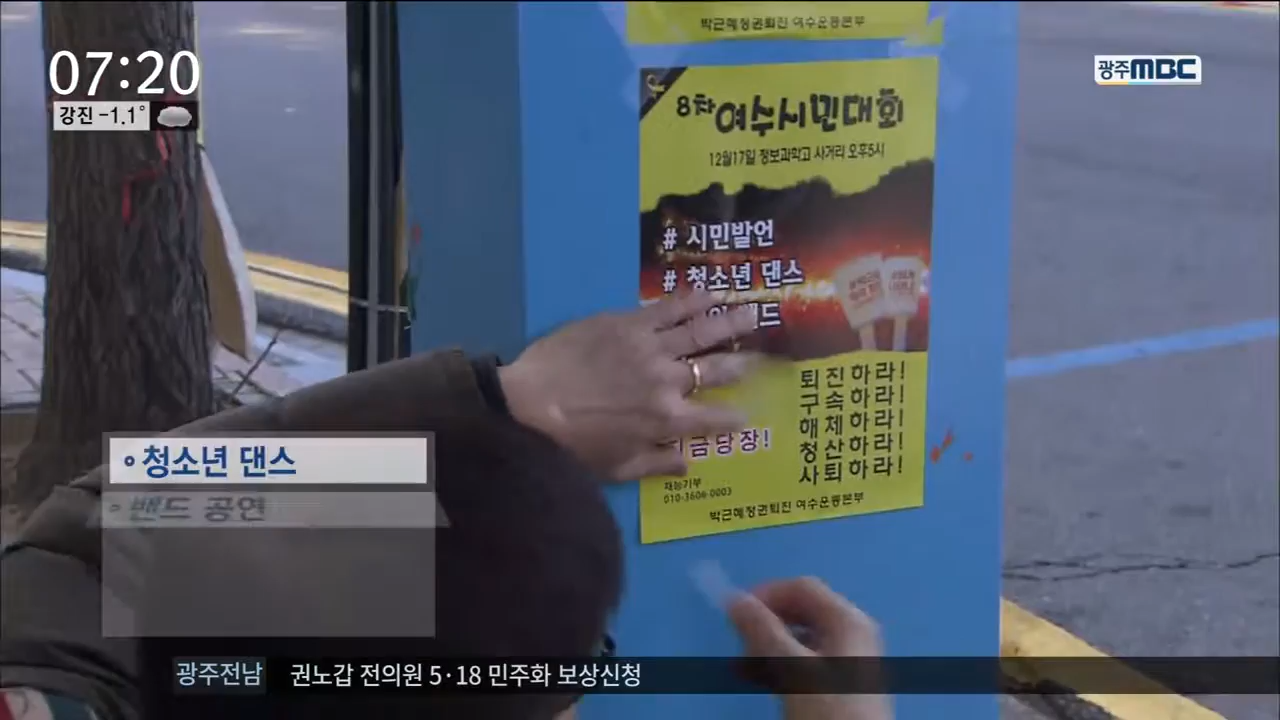 07:20
강진 -1.1°
광주MBC
박근혜정권퇴진 여수운동본부
8차 여수시민대회
12월17일 정보과학고 사거리 오후5시
# 시민발언
# 청소년 댄스
밴드
퇴진하라!
구속하라!
해체하라!
청산하라!
사퇴하라!
지금당장!
재능기부
010-3606-0003
박근혜정권퇴진 여수운동본부
◦청소년 댄스
◦밴드 공연
광주전남 권노갑 전의원 5·18 민주화 보상신청